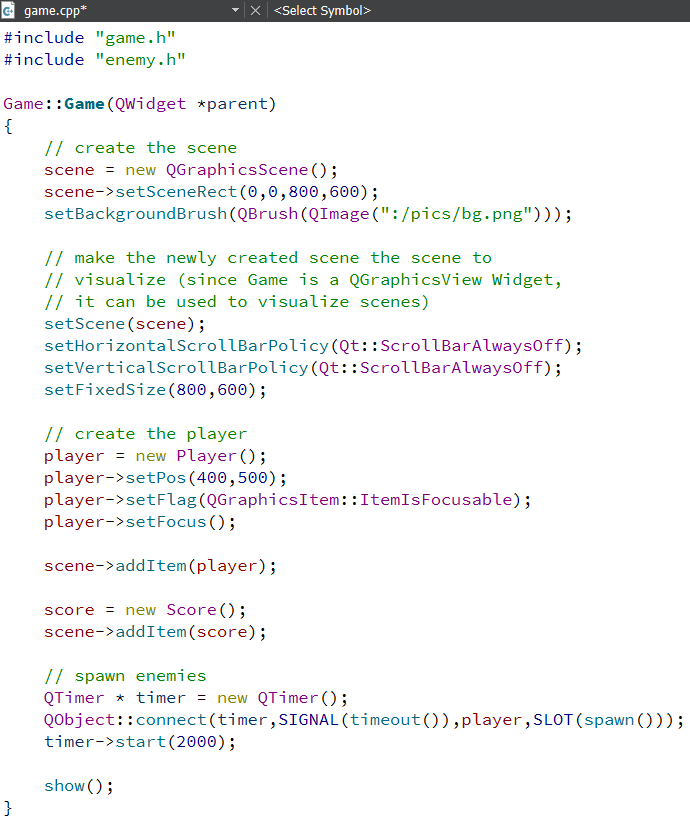 game.cpp* <Select Symbol>
#include "game.h"
#include "enemy.h"
Game::Game(QWidget *parent)
{
// create the scene
scene = new QGraphicsScene();
scene->setSceneRect(0,0,800,600);
setBackgroundBrush(QBrush(QImage(":/pics/bg.png")));
// make the newly created scene the scene to
// visualize (since Game is a QGraphicsView Widget,
// it can be used to visualize scenes)
setScene(scene);
setHorizontalScrollBarPolicy(Qt::ScrollBarAlwaysOff);
setVerticalScrollBarPolicy(Qt::ScrollBarAlwaysOff);
setFixedSize(800,600);
// create the player
player = new Player();
player->setPos(400,500);
player->setFlag(QGraphicsItem::ItemIsFocusable);
player->setFocus();
scene->addItem(player);
score = new Score();
scene->addItem(score);
// spawn enemies
QTimer * timer = new QTimer();
QObject::connect(timer,SIGNAL(timeout()),player,SLOT(spawn()));
timer->start(2000);
show();
}